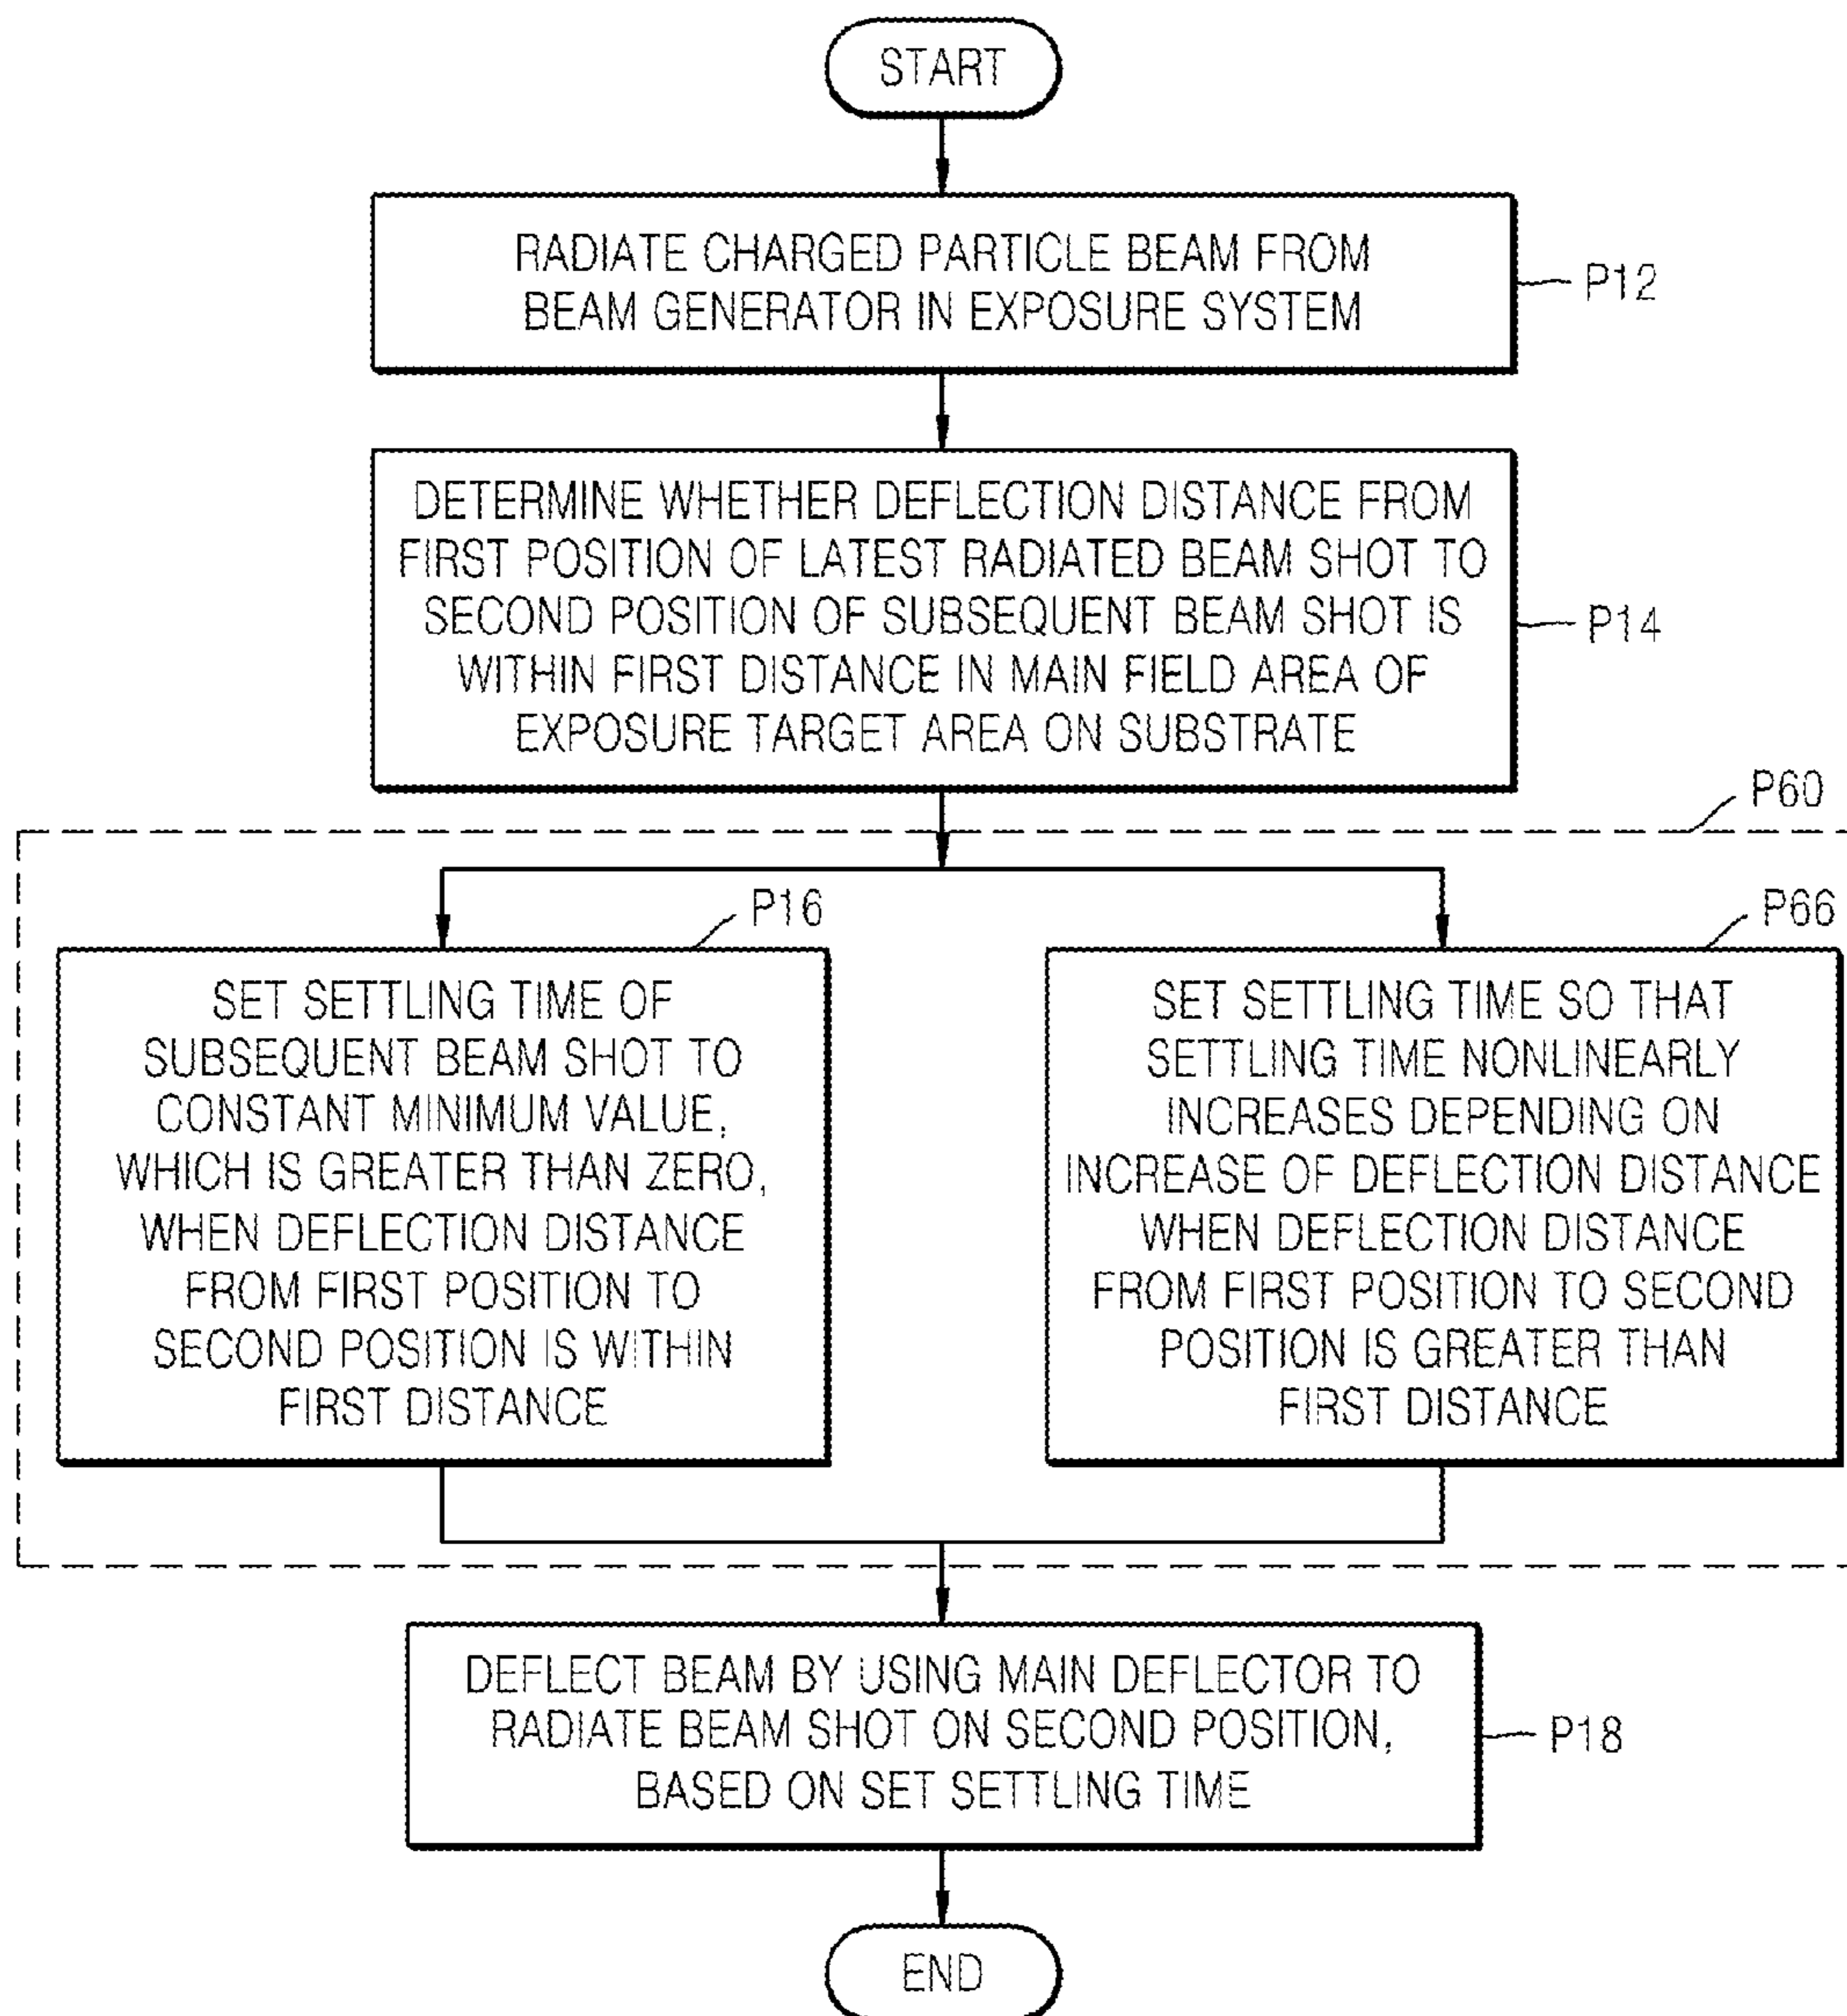 START
RADIATE CHARGED PARTICLE BEAM FROM
BEAM GENERATOR IN EXPOSURE SYSTEM
P12
DETERMINE WHETHER DEFLECTION DISTANCE FROM
FIRST POSITION OF LATEST RADIATED BEAM SHOT TO
SECOND POSITION OF SUBSEQUENT BEAM SHOT IS
WITHIN FIRST DISTANCE IN MAIN FIELD AREA OF
EXPOSURE TARGET AREA ON SUBSTRATE
P14
P60
P16
SET SETTLING TIME OF
SUBSEQUENT BEAM SHOT TO
CONSTANT MINIMUM VALUE,
WHICH IS GREATER THAN ZERO,
WHEN DEFLECTION DISTANCE
FROM FIRST POSITION TO
SECOND POSITION IS WITHIN
FIRST DISTANCE
P66
SET SETTLING TIME SO THAT
SETTLING TIME NONLINEARLY
INCREASES DEPENDING ON
INCREASE OF DEFLECTION DISTANCE
WHEN DEFLECTION DISTANCE
FROM FIRST POSITION TO SECOND
POSITION IS GREATER THAN
FIRST DISTANCE
DEFLECT BEAM BY USING MAIN DEFLECTOR TO
RADIATE BEAM SHOT ON SECOND POSITION,
BASED ON SET SETTLING TIME
P18
END